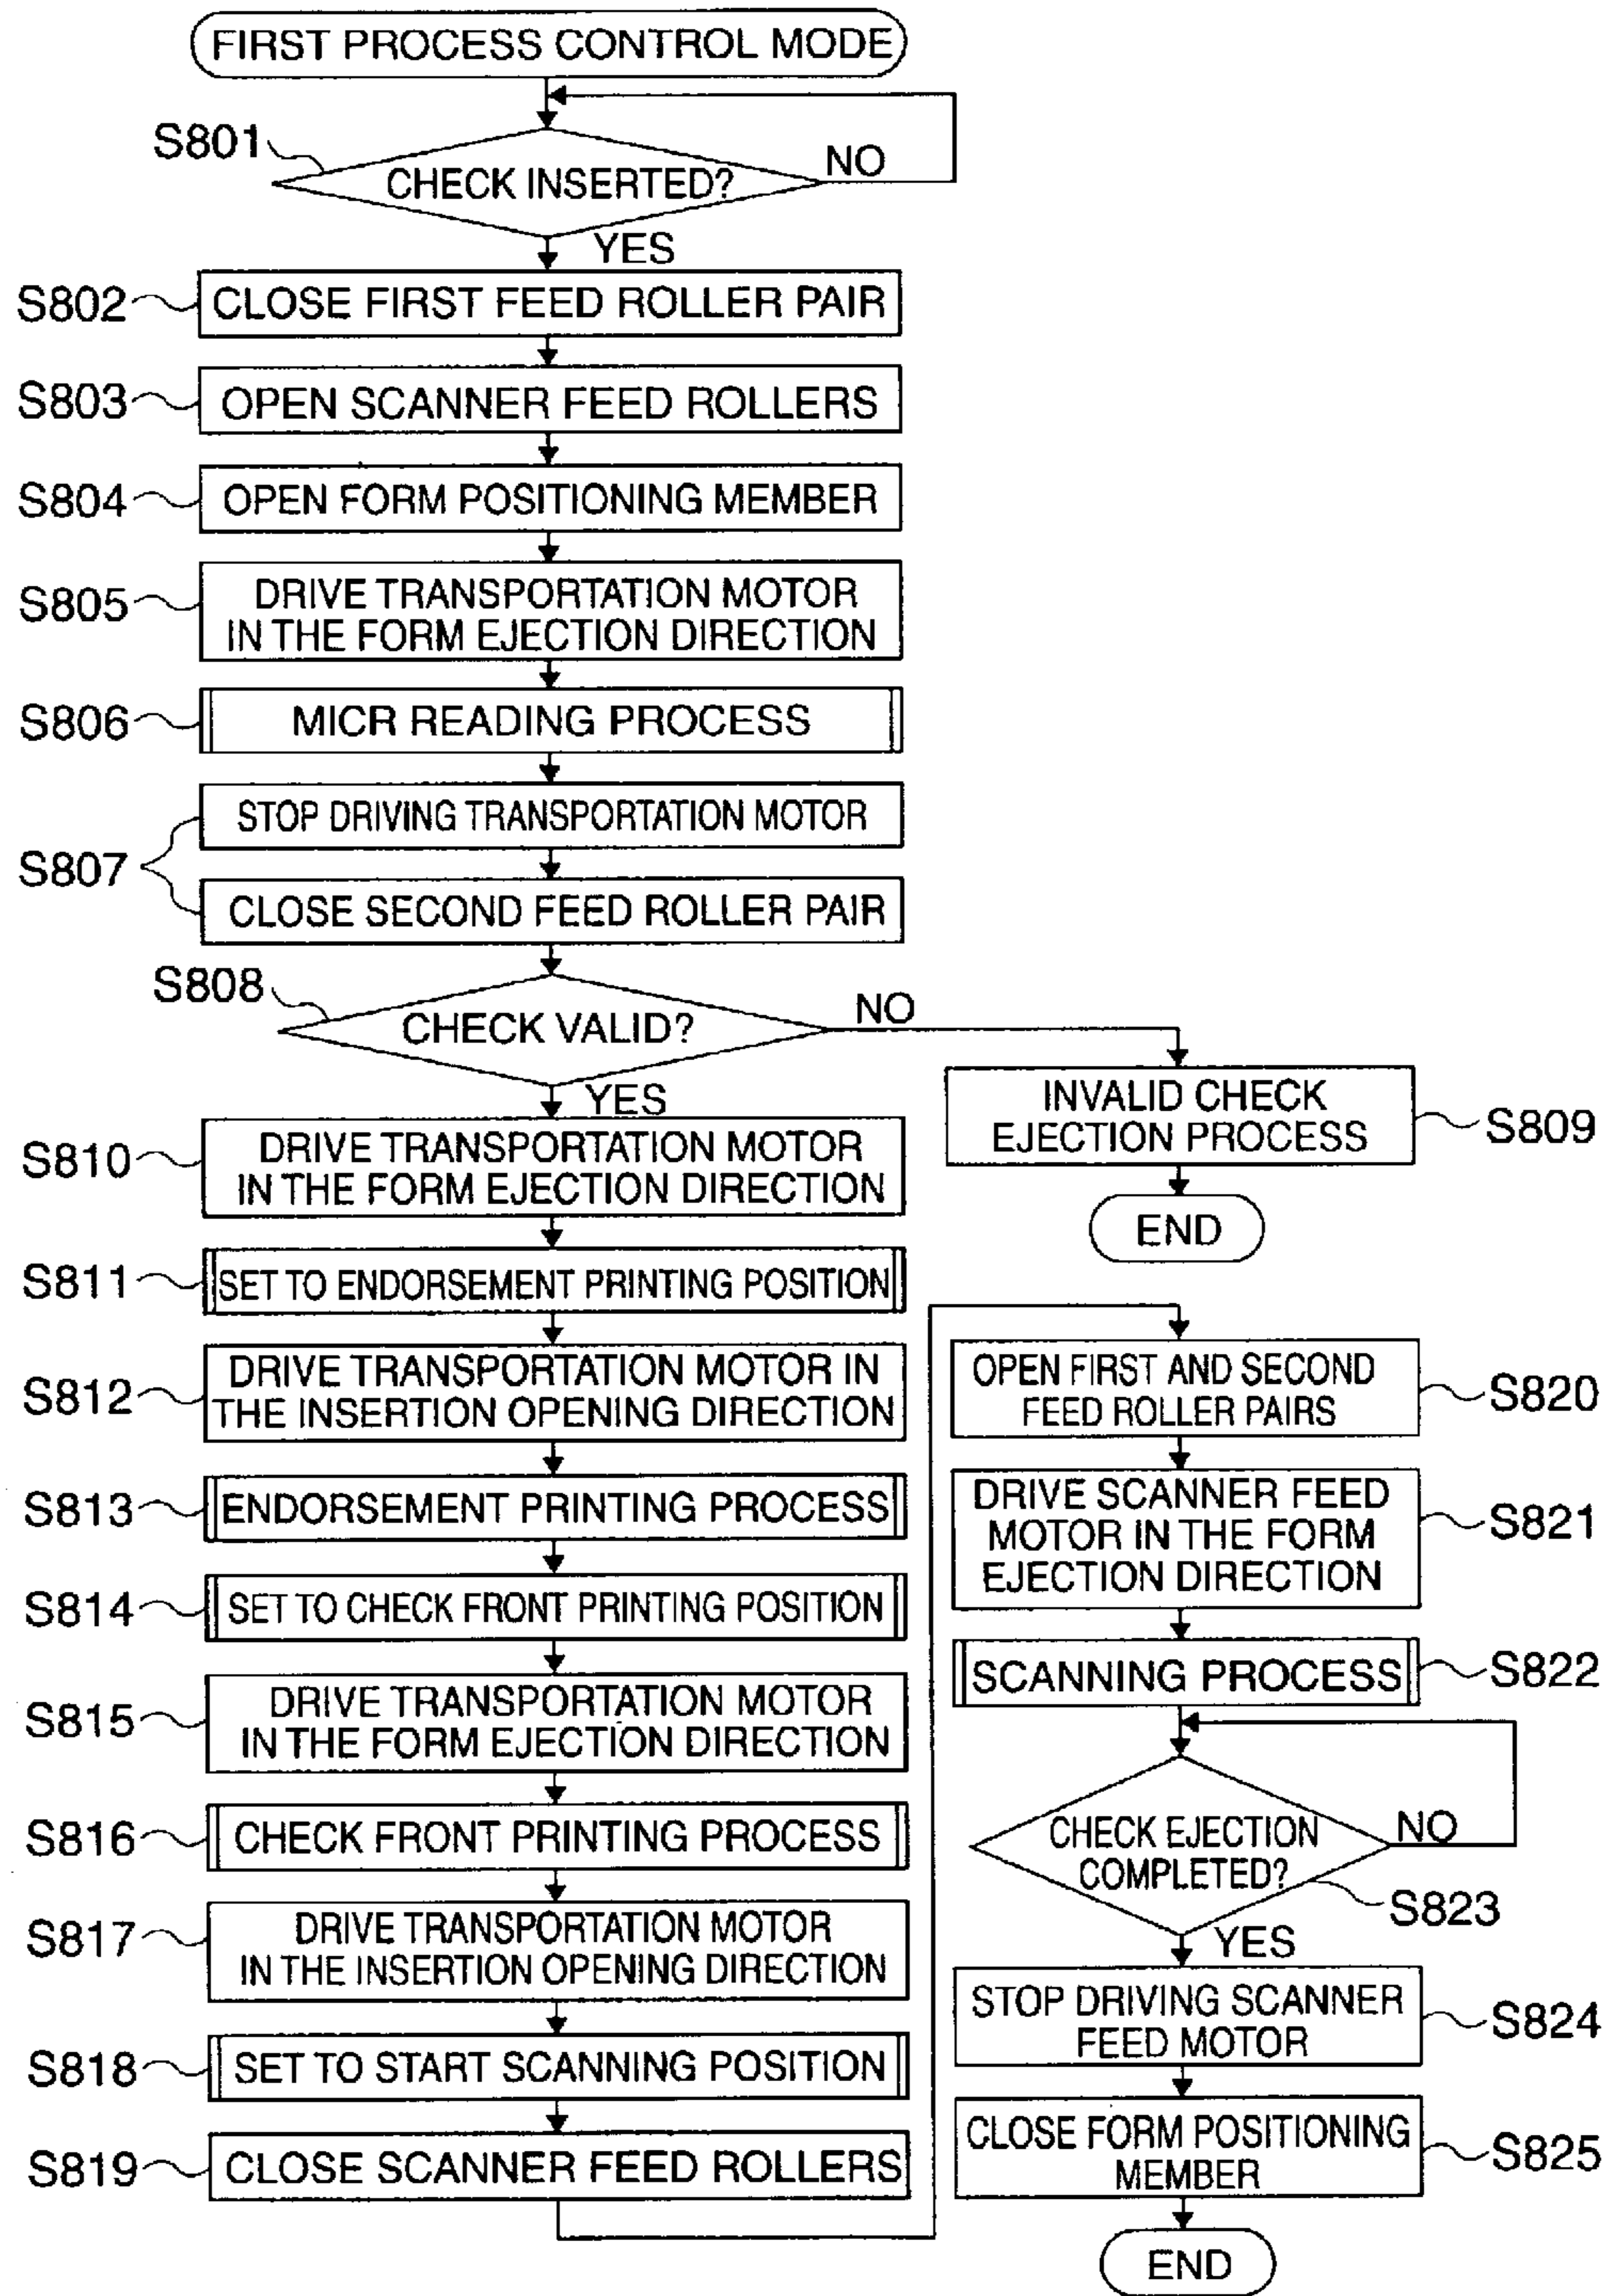 FIRST PROCESS CONTROL MODE
S801
CHECK INSERTED?
NO
YES
S802
CLOSE FIRST FEED ROLLER PAIR
S803
OPEN SCANNER FEED ROLLERS
S804
OPEN FORM POSITIONING MEMBER
S805
DRIVE TRANSPORTATION MOTOR
IN THE FORM EJECTION DIRECTION
S806
MICR READING PROCESS
S807
STOP DRIVING TRANSPORTATION MOTOR
CLOSE SECOND FEED ROLLER PAIR
S808
CHECK VALID?
NO
YES
INVALID CHECK
EJECTION PROCESS
S809
END
S810
DRIVE TRANSPORTATION MOTOR
IN THE FORM EJECTION DIRECTION
S811
SET TO ENDORSEMENT PRINTING POSITION
S812
DRIVE TRANSPORTATION MOTOR IN
THE INSERTION OPENING DIRECTION
S813
ENDORSEMENT PRINTING PROCESS
S814
SET TO CHECK FRONT PRINTING POSITION
S815
DRIVE TRANSPORTATION MOTOR
IN THE FORM EJECTION DIRECTION
S816
CHECK FRONT PRINTING PROCESS
S817
DRIVE TRANSPORTATION MOTOR
IN THE INSERTION OPENING DIRECTION
S818
SET TO START SCANNING POSITION
S819
CLOSE SCANNER FEED ROLLERS
OPEN FIRST AND SECOND
FEED ROLLER PAIRS
S820
DRIVE SCANNER FEED
MOTOR IN THE FORM
EJECTION DIRECTION
S821
SCANNING PROCESS
S822
CHECK EJECTION
COMPLETED?
NO
S823
YES
STOP DRIVING SCANNER
FEED MOTOR
S824
CLOSE FORM POSITIONING
MEMBER
S825
END